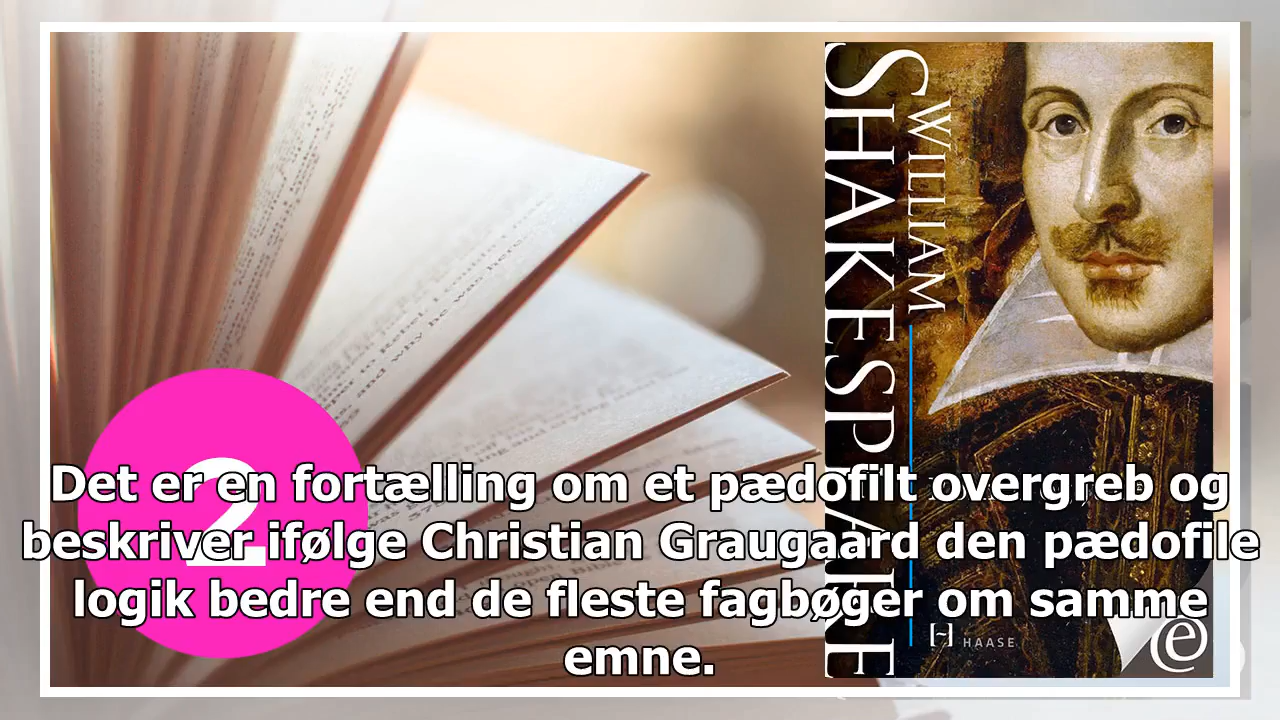 WILLIAM
SHAKESPEARE
2
Det er en fortælling om et pædofilt overgreb og
beskriver ifølge Christian Graugaard den pædofile
logik bedre end de fleste fagbøger om samme
emne.
HAASE
e